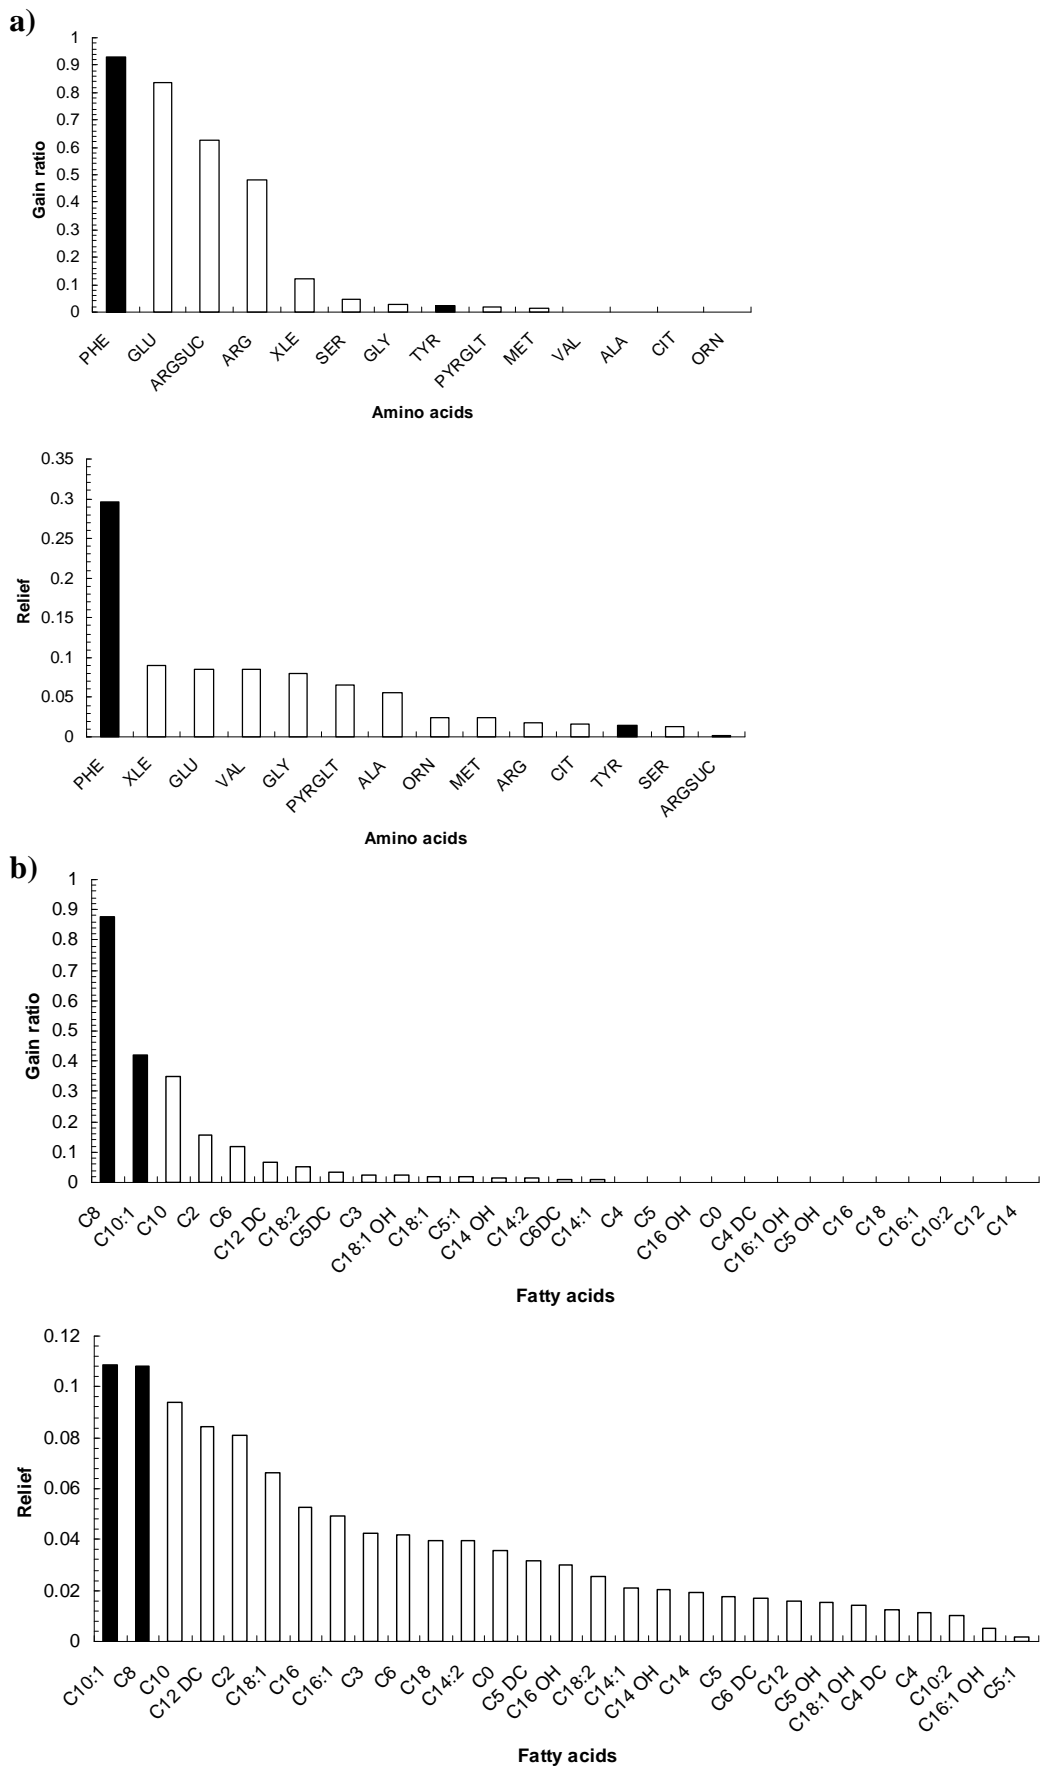 a)
1
0.9
0.8
0.7
0.6
0.5
0.4
0.3
0.2
0.1
0
Gain ratio
PHE GLU ARGSUC ARG XLE SER GLY TYR PYRGLT MET VAL ALA CIT ORN
Amino acids
0.35
0.3
0.25
0.2
0.15
0.1
0.05
0
Relief
PHE XLE GLU VAL GLY PYRGLT ALA ORN MET ARG CIT TYR SER ARGSUC
Amino acids
b)
1
0.9
0.8
0.7
0.6
0.5
0.4
0.3
0.2
0.1
0
Gain ratio
C8 C10:1 C10 C2 C6 C12 DC C18:2 C5DC C3 C18:1 OH C18:1 C5:1 C14 OH C14:2 C6DC C14:1 C4 C5 C16 OH C0 C4 DC C16:1 OH C5 OH C16 C18 C16:1 C10:2 C12 C14
Fatty acids
0.12
0.1
0.08
0.06
0.04
0.02
0
Relief
C10:1 C8 C10 C12 DC C2 C18:1 C16 C16:1 C3 C6 C18 C14:2 C0 C5 DC C16 OH C18:2 C14:1 C14 OH C14 C5 C6 DC C12 C5 OH C18:1 OH C4 DC C4 C10:2 C16:1 OH C5:1
Fatty acids